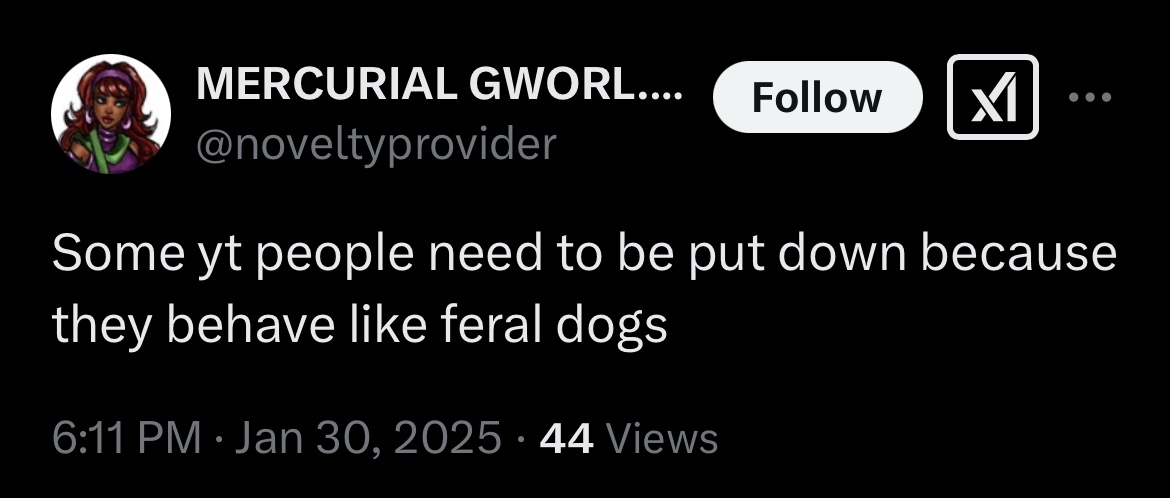 MERCURIAL GWORL....
Follow
@noveltyprovider
Some yt people need to be put down because
they behave like feral dogs
6:11 PM · Jan 30, 2025 · 44 Views